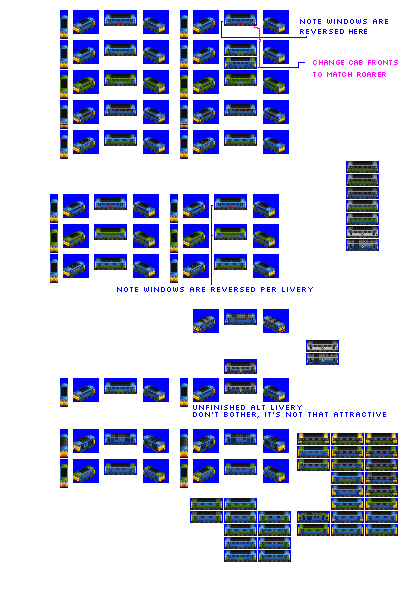 NOTE WINDOWS ARE
REVERSED HERE
CHANGE CAB FRONTS
TO MATCH ROARER
NOTE WINDOWS ARE REVERSED PER LIVERY
UNFINISHED ALT LIVERY
DON'T BOTHER, IT'S NOT THAT ATTRACTIVE